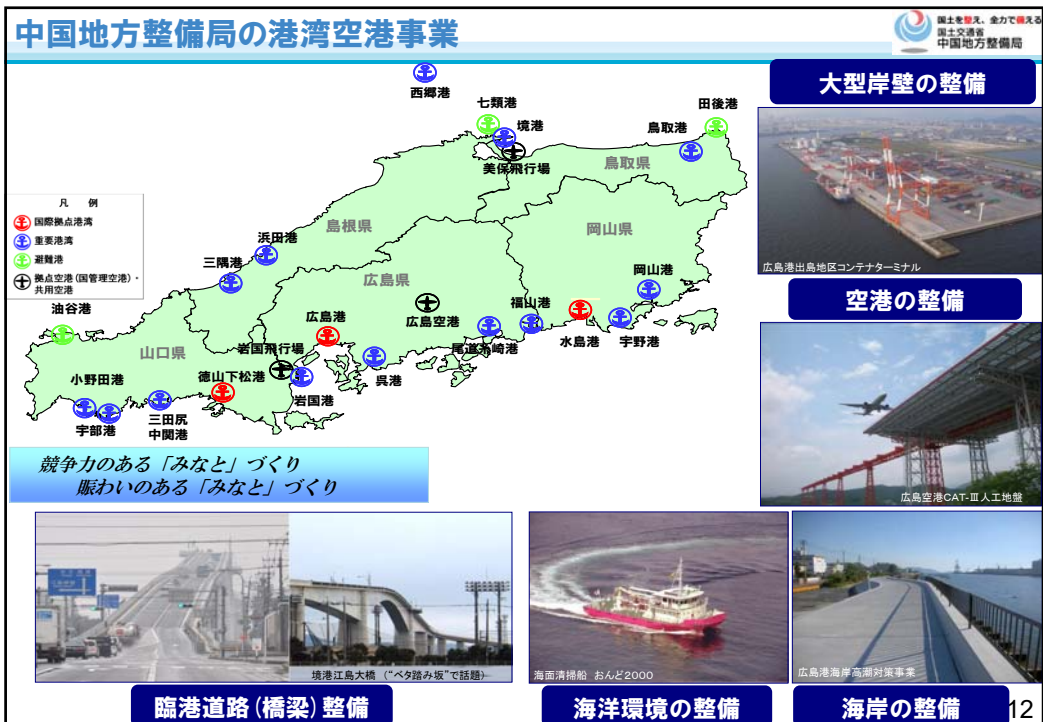 中国地方整備局の港湾空港事業
国土を整え、全力で備える
国土交通省
中国地方整備局
西郷港
七類港
境港
美保飛行場
田後港
鳥取港
鳥取県
島根県
岡山県
広島県
山口県
凡 例
国際拠点港湾
重要港湾
避難港
拠点空港(国管理空港)・
共用空港
浜田港
三隅港
油谷港
広島港
広島空港
岡山港
福山港
水島港
宇野港
尾道糸崎港
呉港
岩国飛行場
岩国港
徳山下松港
小野田港
宇部港
三田尻
中関港
競争力のある「みなと」づくり
賑わいのある「みなと」づくり
大型岸壁の整備
広島港出島地区コンテナターミナル
空港の整備
広島空港CAT-Ⅲ人工地盤
境港江島大橋 (“ベタ踏み坂”で話題)
臨港道路(橋梁)整備
海面清掃船 おんど2000
海洋環境の整備
広島港海岸高潮対策事業
海岸の整備
12